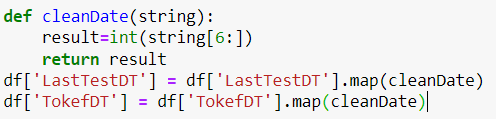 def cleanDate(string):
    result=int(string[6:])
    return result
df['LastTestDT'] = df['LastTestDT'].map(cleanDate)
df['TokefDT'] = df['TokefDT'].map(cleanDate)